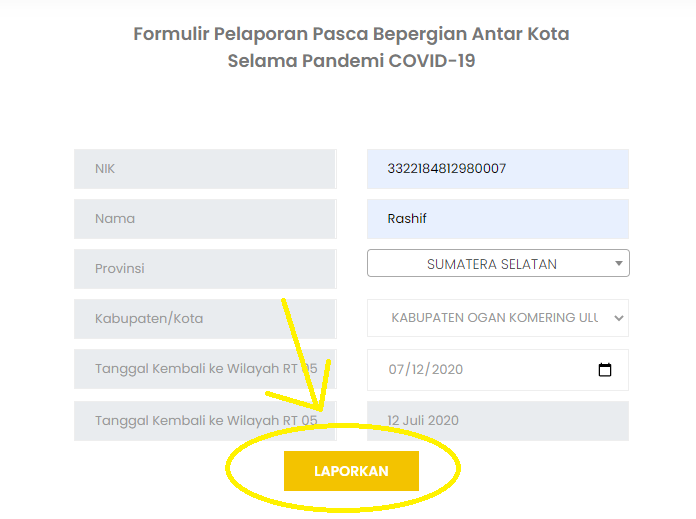 Formulir Pelaporan Pasca Bepergian Antar Kota
Selama Pandemi COVID-19
NIK 3322184812980007
Nama Rashif
Provinsi SUMATERA SELATAN
Kabupaten/Kota KABUPATEN OGAN KOMERING ULU
Tanggal Kembali ke Wilayah RT 05 07/12/2020
Tanggal Kembali ke Wilayah RT 05 12 Juli 2020
LAPORKAN